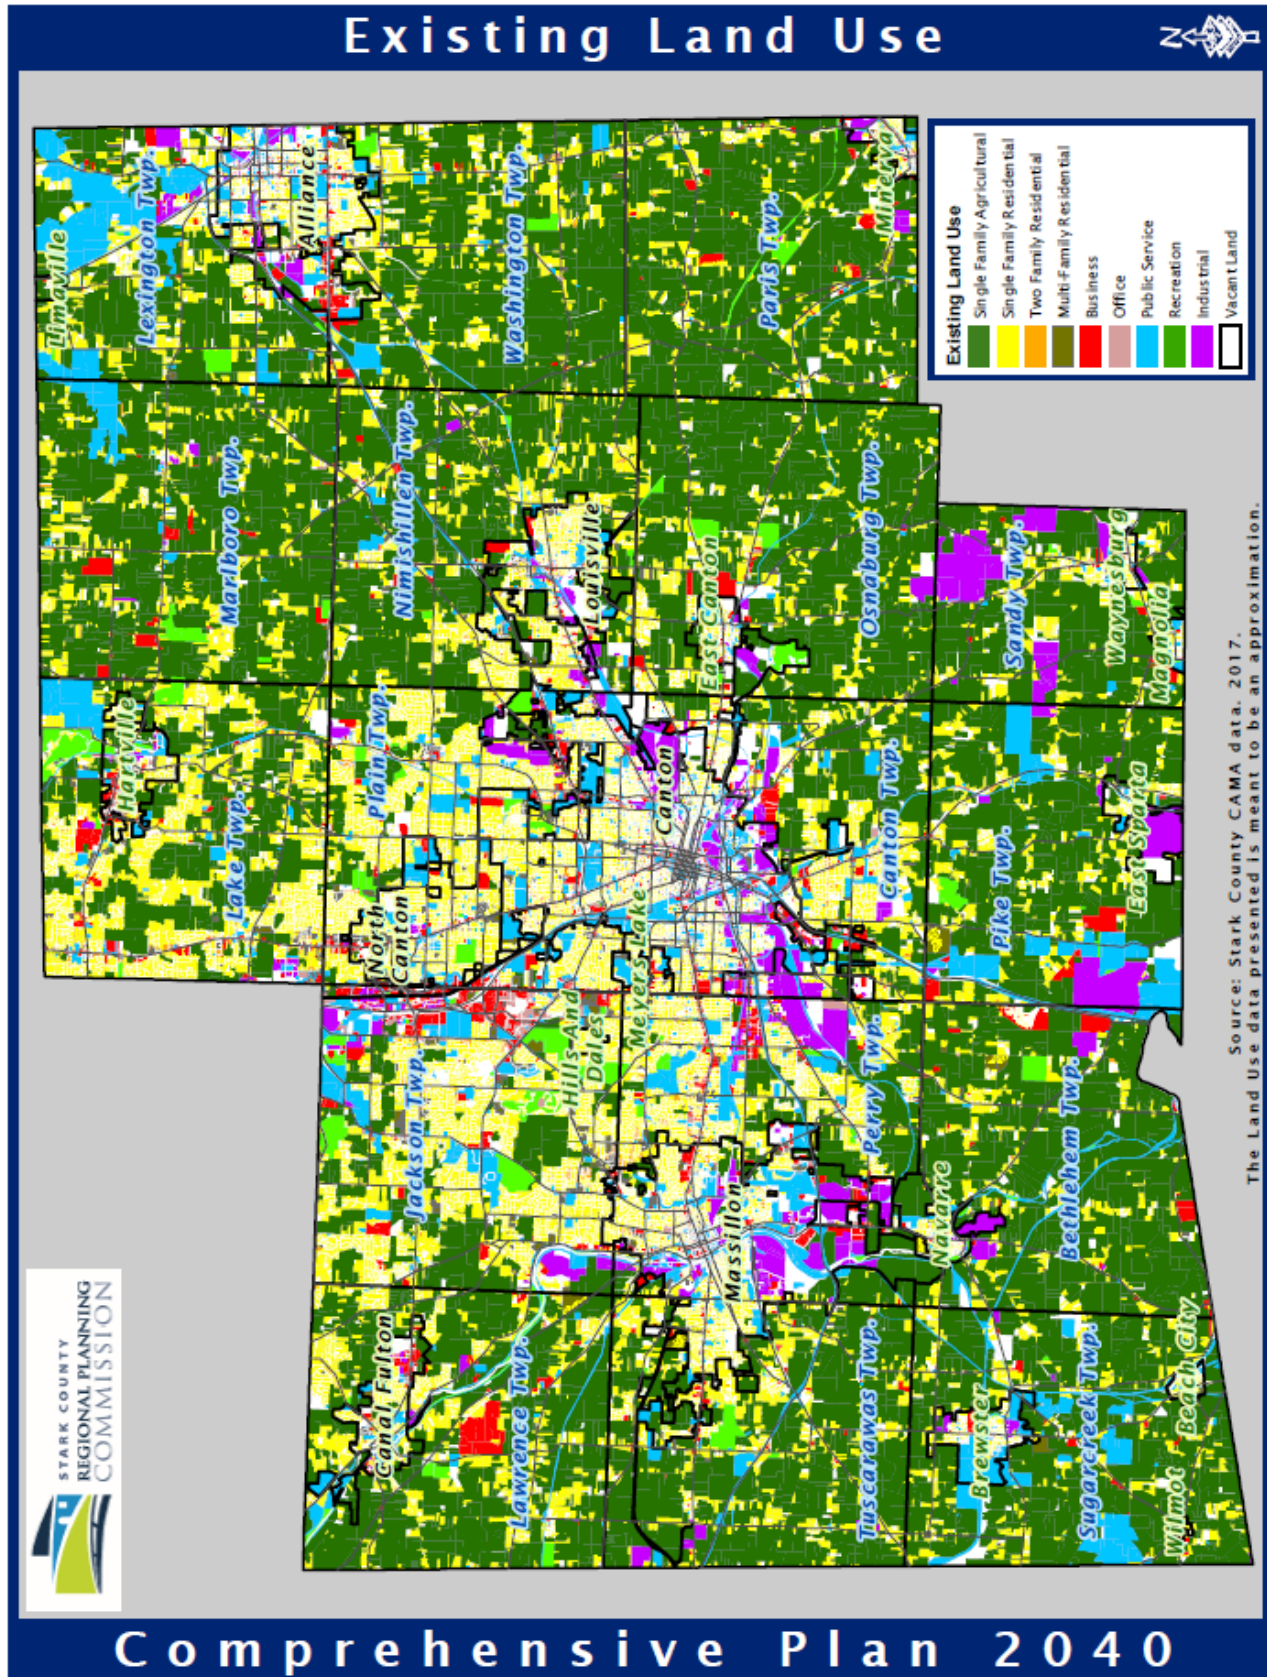 Existing Land Use
N
Limaville
Lexington Twp.
Alliance
Washington Twp.
Paris Twp.
Minerva
Marlboro Twp.
Nimishillen Twp.
Louisville
East Canton
Osnaburg Twp.
Sandy Twp.
Waynesburg
Magnolia
Hartville
Lake Twp.
Plain Twp.
North
Canton
Canton
Meyers Lake
Canton Twp.
Pike Twp.
East Sparta
Jackson Twp.
Hills And
Dales
Perry Twp.
Massillon
Navarre
Bethlehem Twp.
Canal Fulton
Lawrence Twp.
Tuscarawas Twp.
Brewster
Sugarcreek Twp.
Beach City
Wilmot
Existing Land Use
Single Family Agricultural
Single Family Residential
Two Family Residential
Multi-Family Residential
Business
Office
Public Service
Recreation
Industrial
Vacant Land
STARK COUNTY
REGIONAL PLANNING
COMMISSION
Source: Stark County CAMA data. 2017.
The Land Use data presented is meant to be an approximation.
Comprehensive Plan 2040